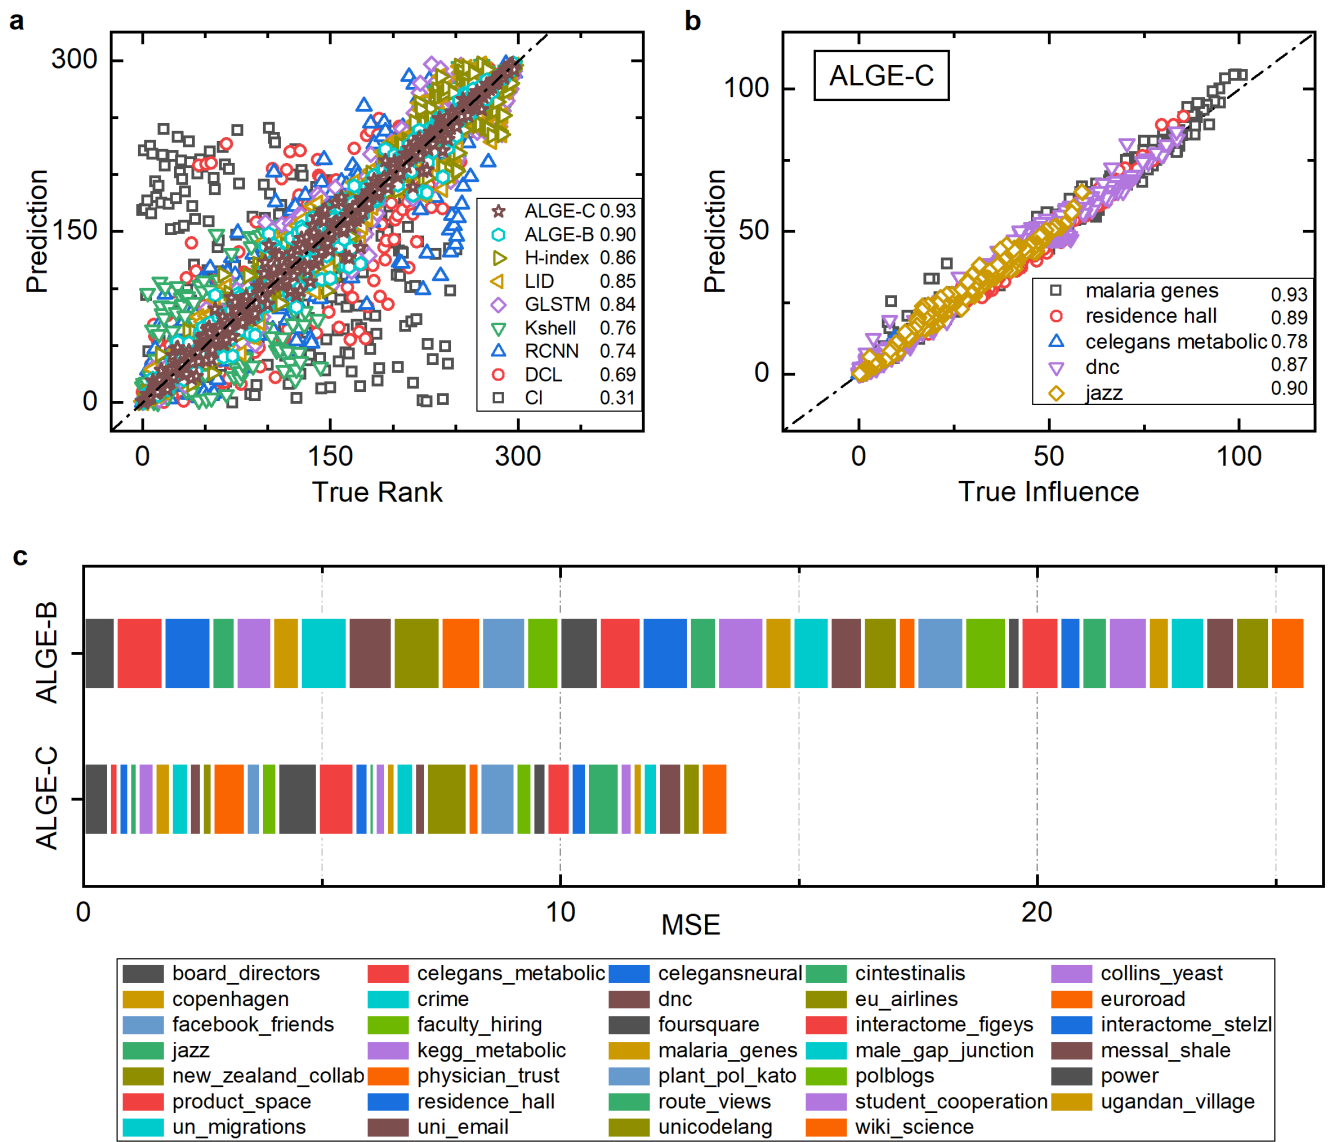 a
300
150
0
Prediction
0 150 300
True Rank
ALGE-C 0.93
ALGE-B 0.90
H-index 0.86
LID 0.85
GLSTM 0.84
Kshell 0.76
RCNN 0.74
DCL 0.69
CI 0.31
b
ALGE-C
100
50
0
Prediction
0 50 100
True Influence
malaria genes 0.93
residence hall 0.89
celegans metabolic 0.78
dnc 0.87
jazz 0.90
c
ALGE-B
ALGE-C
0 10 20
MSE
board_directors celegans_metabolic celegansneural cintestinalis collins_yeast
copenhagen crime dnc eu_airlines euroroad
facebook_friends faculty_hiring foursquare interactome_figeys interactome_stelzl
jazz kegg_metabolic malaria_genes male_gap_junction messal_shale
new_zealand_collab physician_trust plant_pol_kato polblogs power
product_space residence_hall route_views student_cooperation ugandan_village
un_migrations uni_email unicodelang wiki_science